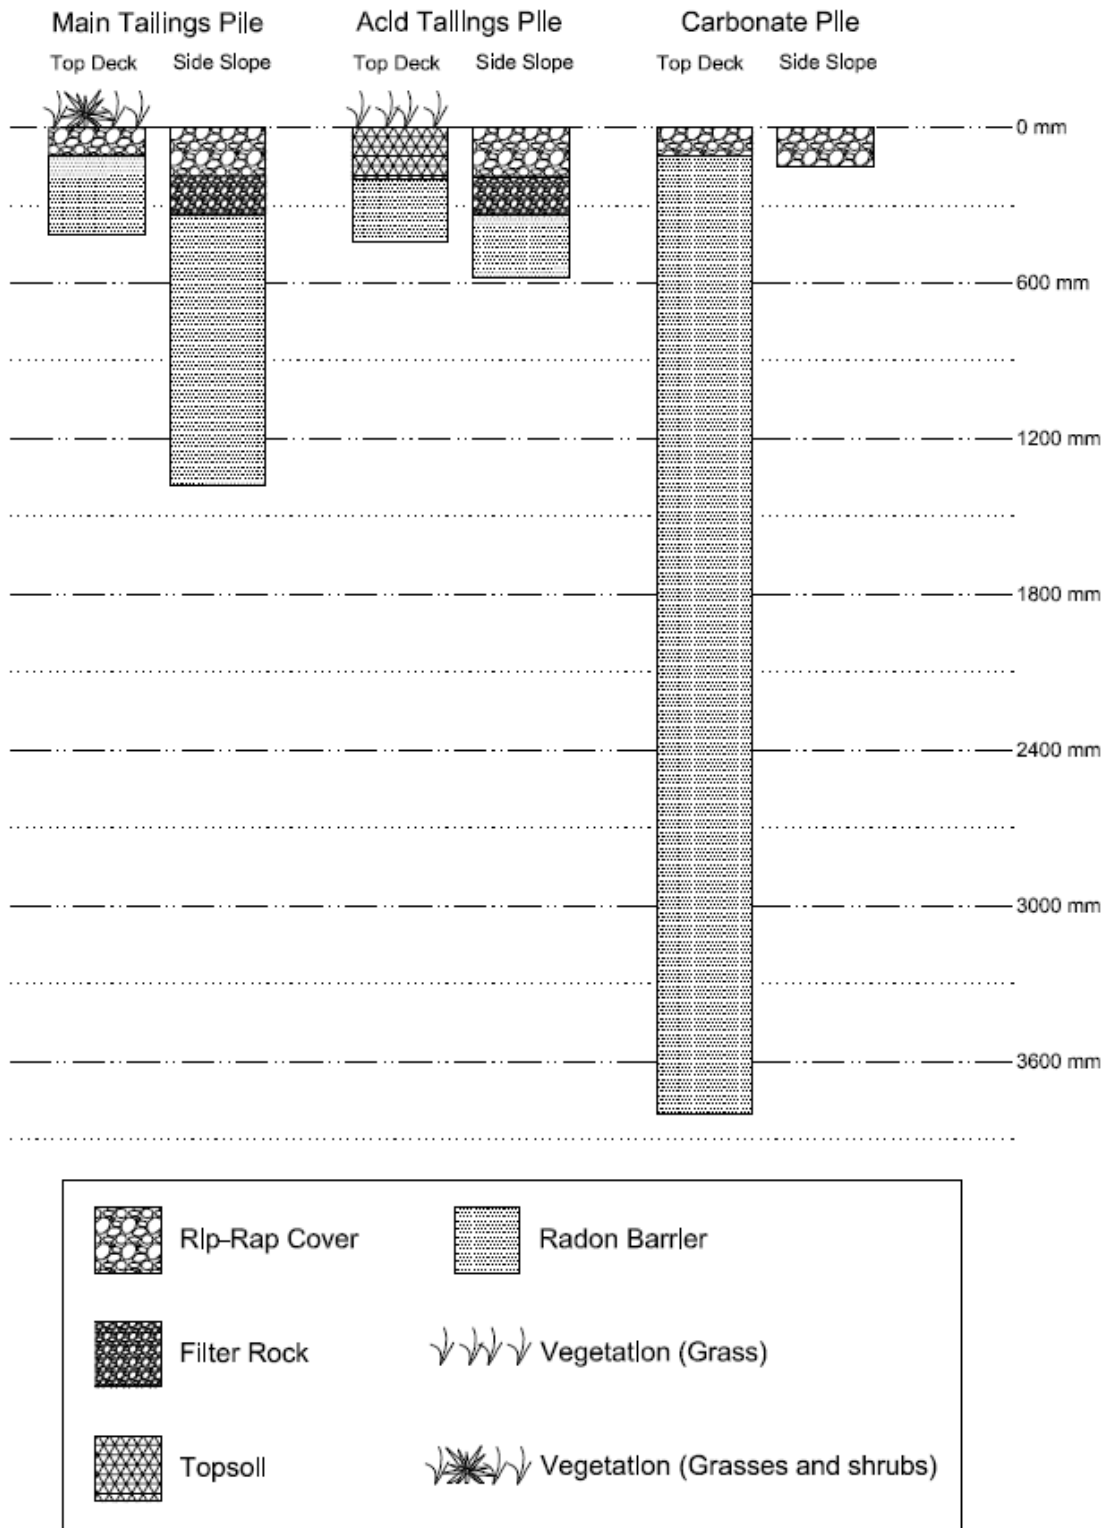 Main Tailings Pile Acid Tailings Pile Carbonate Pile
Top Deck Side Slope Top Deck Side Slope Top Deck Side Slope
0 mm
600 mm
1200 mm
1800 mm
2400 mm
3000 mm
3600 mm
Rip-Rap Cover Radon Barrier
Filter Rock Vegetation (Grass)
Topsoil Vegetation (Grasses and shrubs)